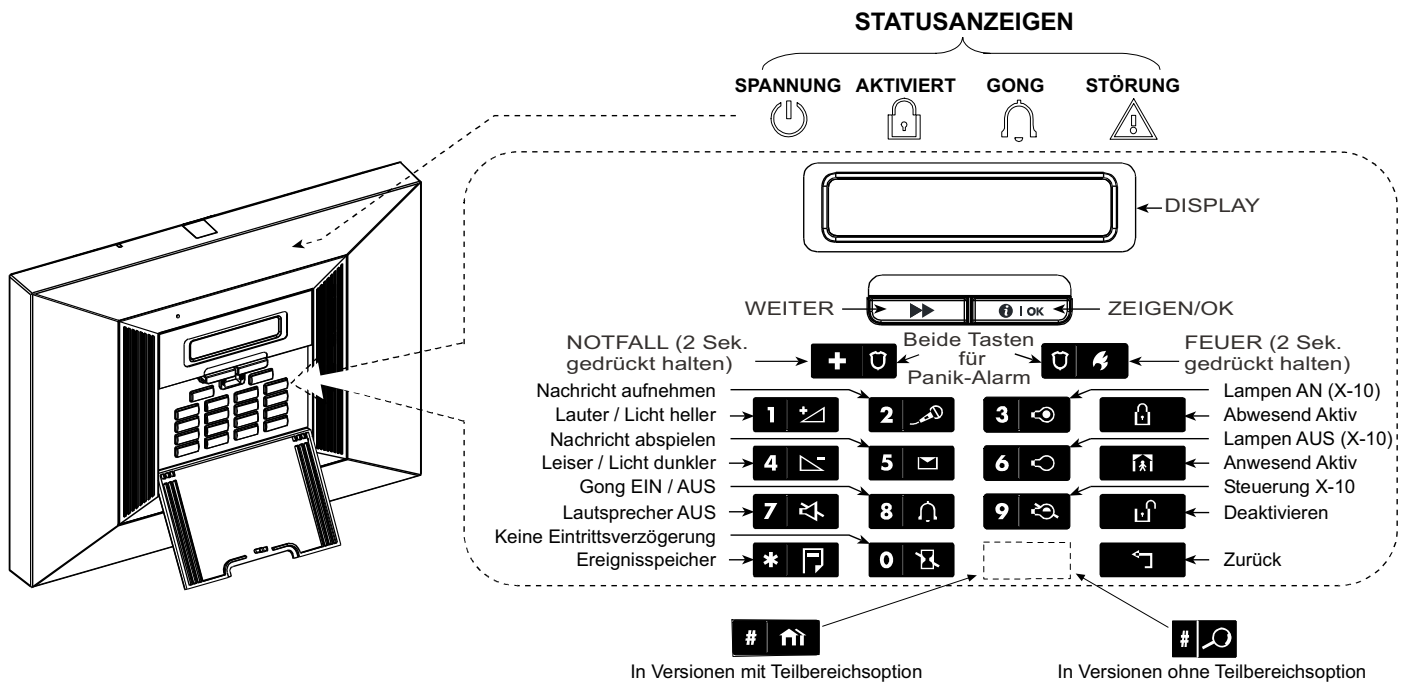 STATUSANZEIGEN
SPANNUNG AKTIVIERT GONG STÖRUNG
DISPLAY
WEITER
OK
ZEIGEN/OK
NOTFALL (2 Sek.
gedrückt halten)
Beide Tasten
für
Panik-Alarm
FEUER (2 Sek.
gedrückt halten)
Nachricht aufnehmen
Lampen AN (X-10)
Lauter / Licht heller
1 2 3
Abwesend Aktiv
Nachricht abspielen
Lampen AUS (X-10)
Leiser / Licht dunkler
4 5 6
Anwesend Aktiv
Gong EIN / AUS
Steuerung X-10
Lautsprecher AUS
7 8 9
Deaktivieren
Keine Eintrittsverzögerung
Ereignisspeicher
* 0
Zurück
#
#
In Versionen mit Teilbereichsoption
In Versionen ohne Teilbereichsoption